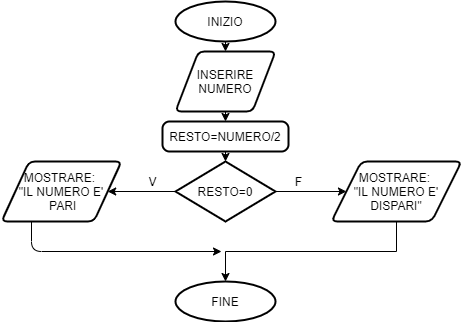 INIZIO
INSERIRE
NUMERO
RESTO=NUMERO/2
RESTO=0
V
F
MOSTRARE:
"IL NUMERO E'
PARI
MOSTRARE:
"IL NUMERO E'
DISPARI"
FINE